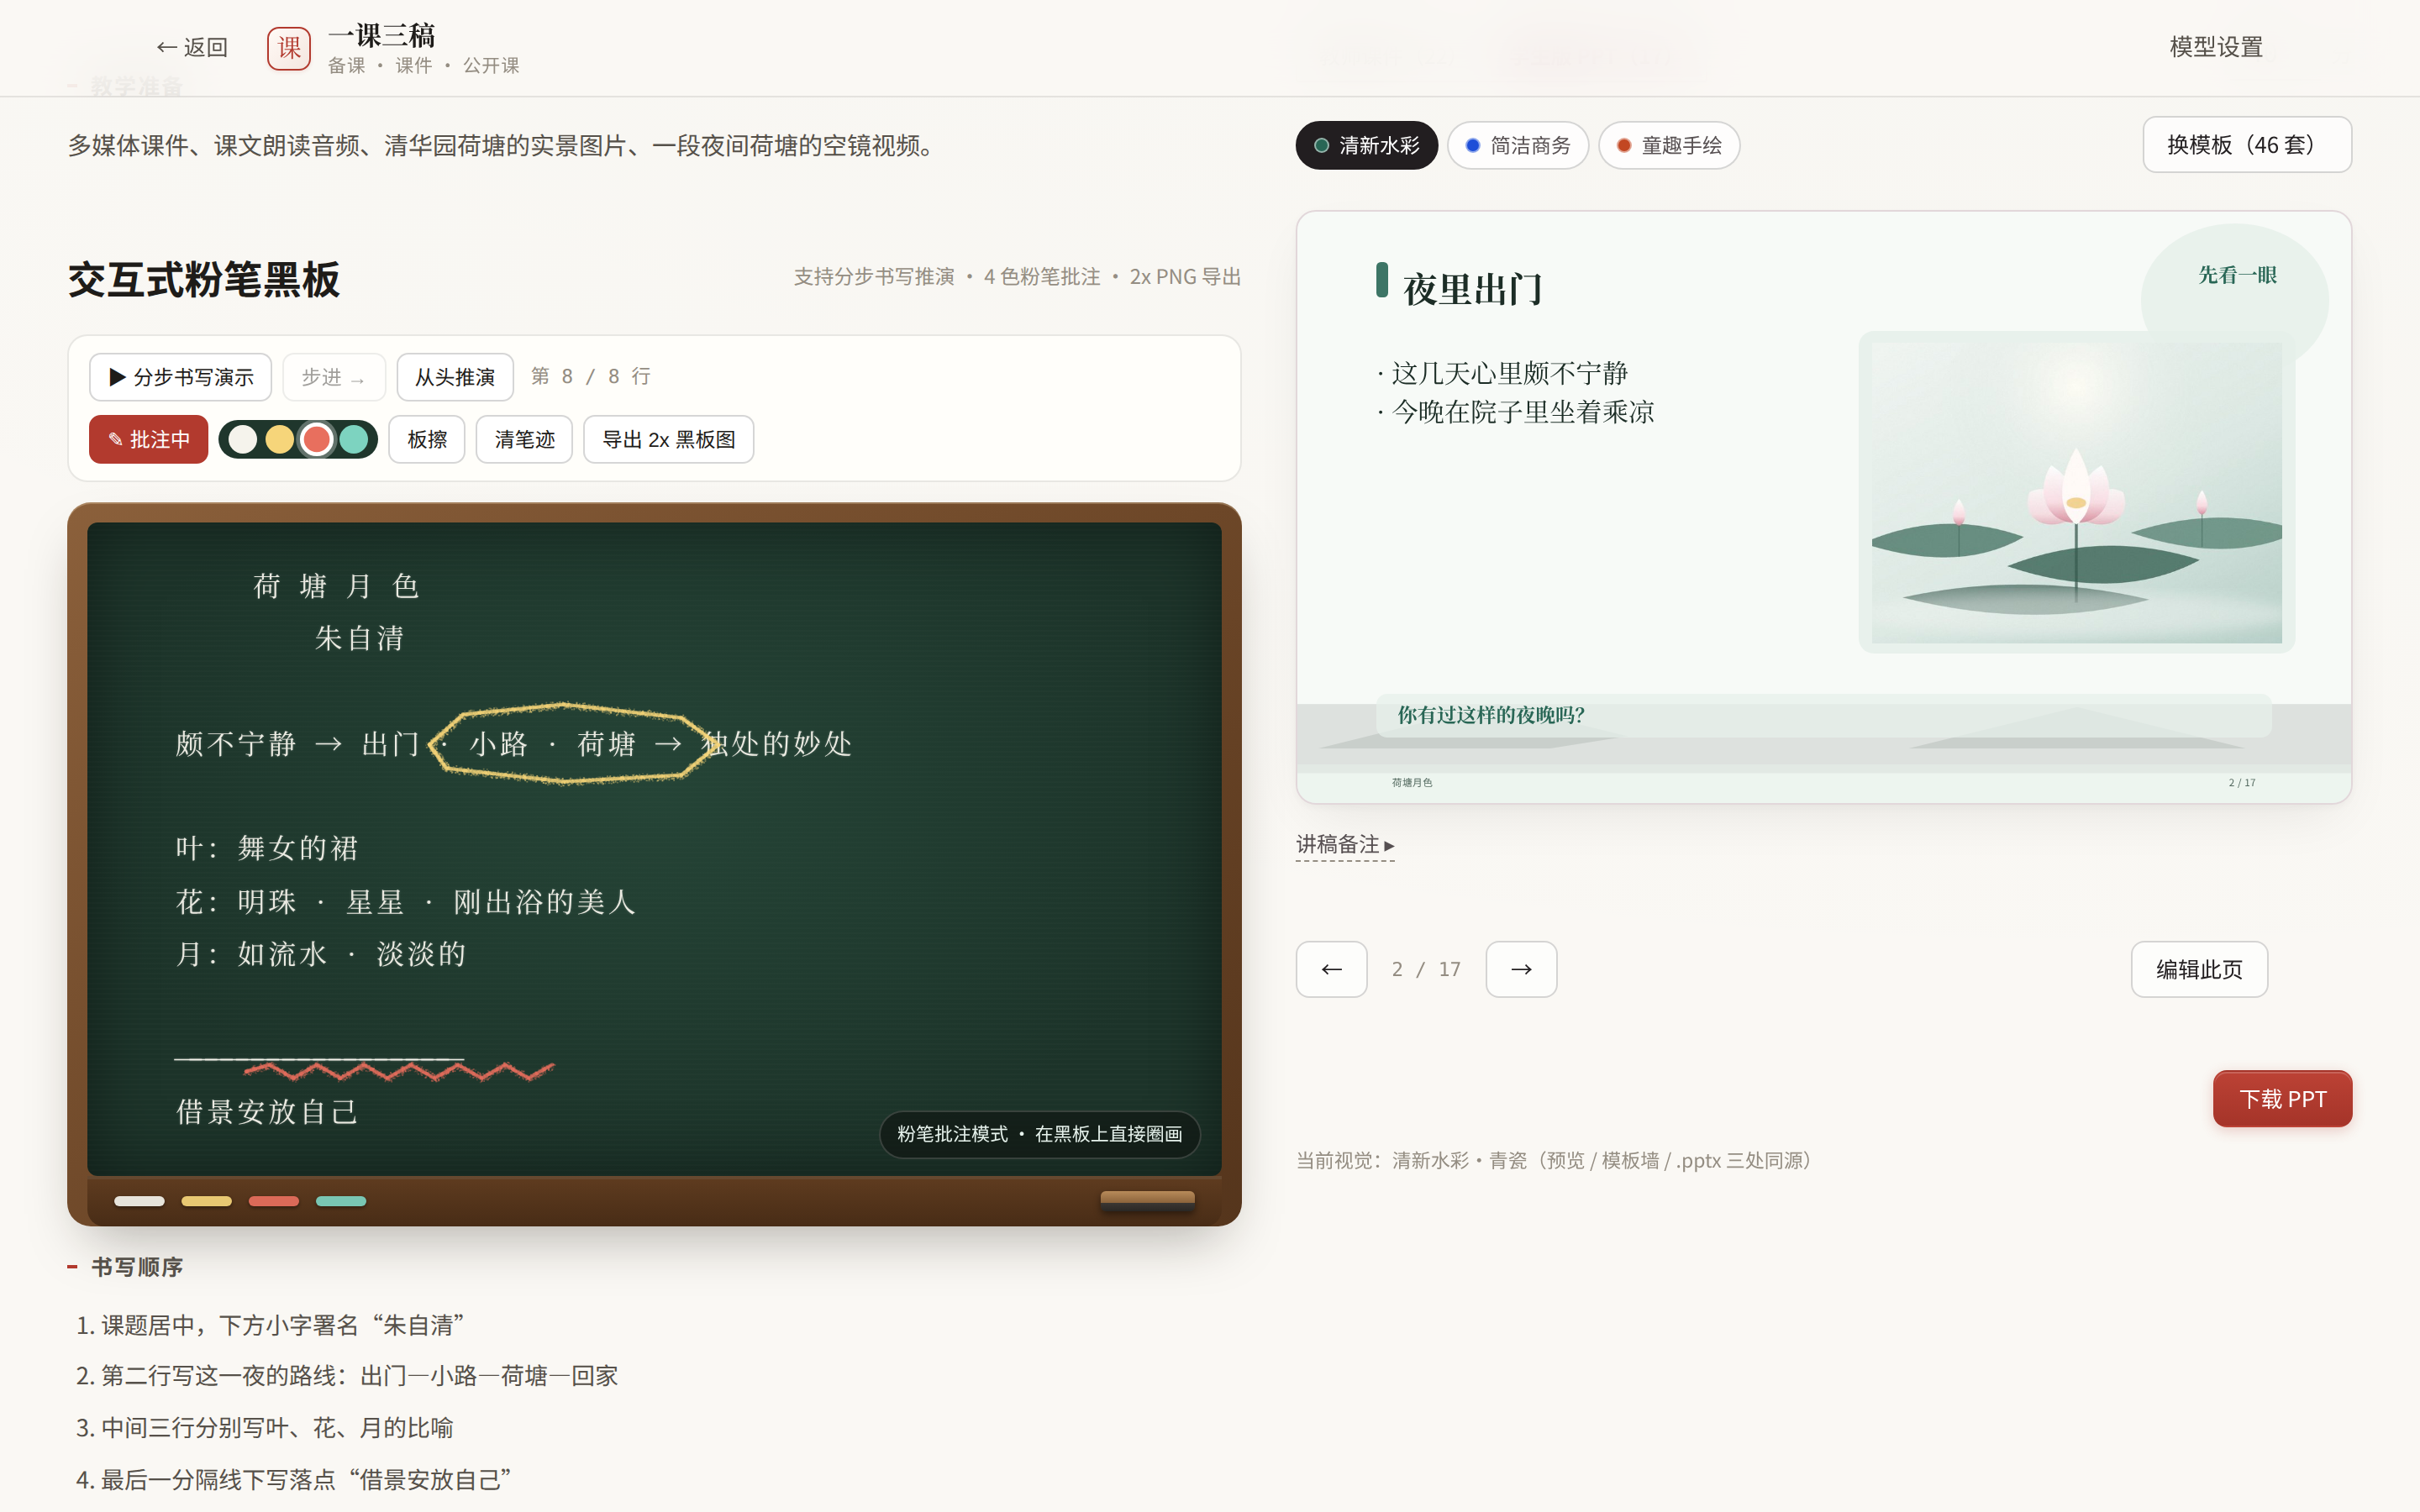 ← 返回
课
一课三稿
备课 · 课件 · 公开课
模型设置
教学准备
多媒体课件、课文朗读音频、清华园荷塘的实景图片、一段夜间荷塘的空镜视频。
交互式粉笔黑板
支持分步书写推演 · 4 色粉笔批注 · 2x PNG 导出
▶ 分步书写演示
步进 →
从头推演
第 8 / 8 行
✎ 批注中
板擦
清笔迹
导出 2x 黑板图
荷 塘 月 色
朱自清
颇不宁静 → 出门 · 小路 · 荷塘 → 独处的妙处
叶：舞女的裙
花：明珠 · 星星 · 刚出浴的美人
月：如流水 · 淡淡的
借景安放自己
粉笔批注模式 · 在黑板上直接圈画
书写顺序
1. 课题居中，下方小字署名“朱自清”
2. 第二行写这一夜的路线：出门—小路—荷塘—回家
3. 中间三行分别写叶、花、月的比喻
4. 最后一分隔线下写落点“借景安放自己”
清新水彩
简洁商务
童趣手绘
换模板（46 套）
夜里出门
先看一眼
· 这几天心里颇不宁静
· 今晚在院子里坐着乘凉
你有过这样的夜晚吗？
荷塘月色
2 / 17
讲稿备注 ▸
←
2 / 17
→
编辑此页
下载 PPT
当前视觉：清新水彩 · 青瓷（预览 / 模板墙 / .pptx 三处同源）